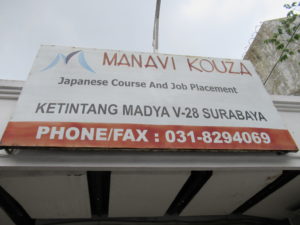 MANAVI KOUZA
Japanese Course And Job Placement
KETINTANG MADYA V-28 SURABAYA
PHONE/FAX : 031-8294069